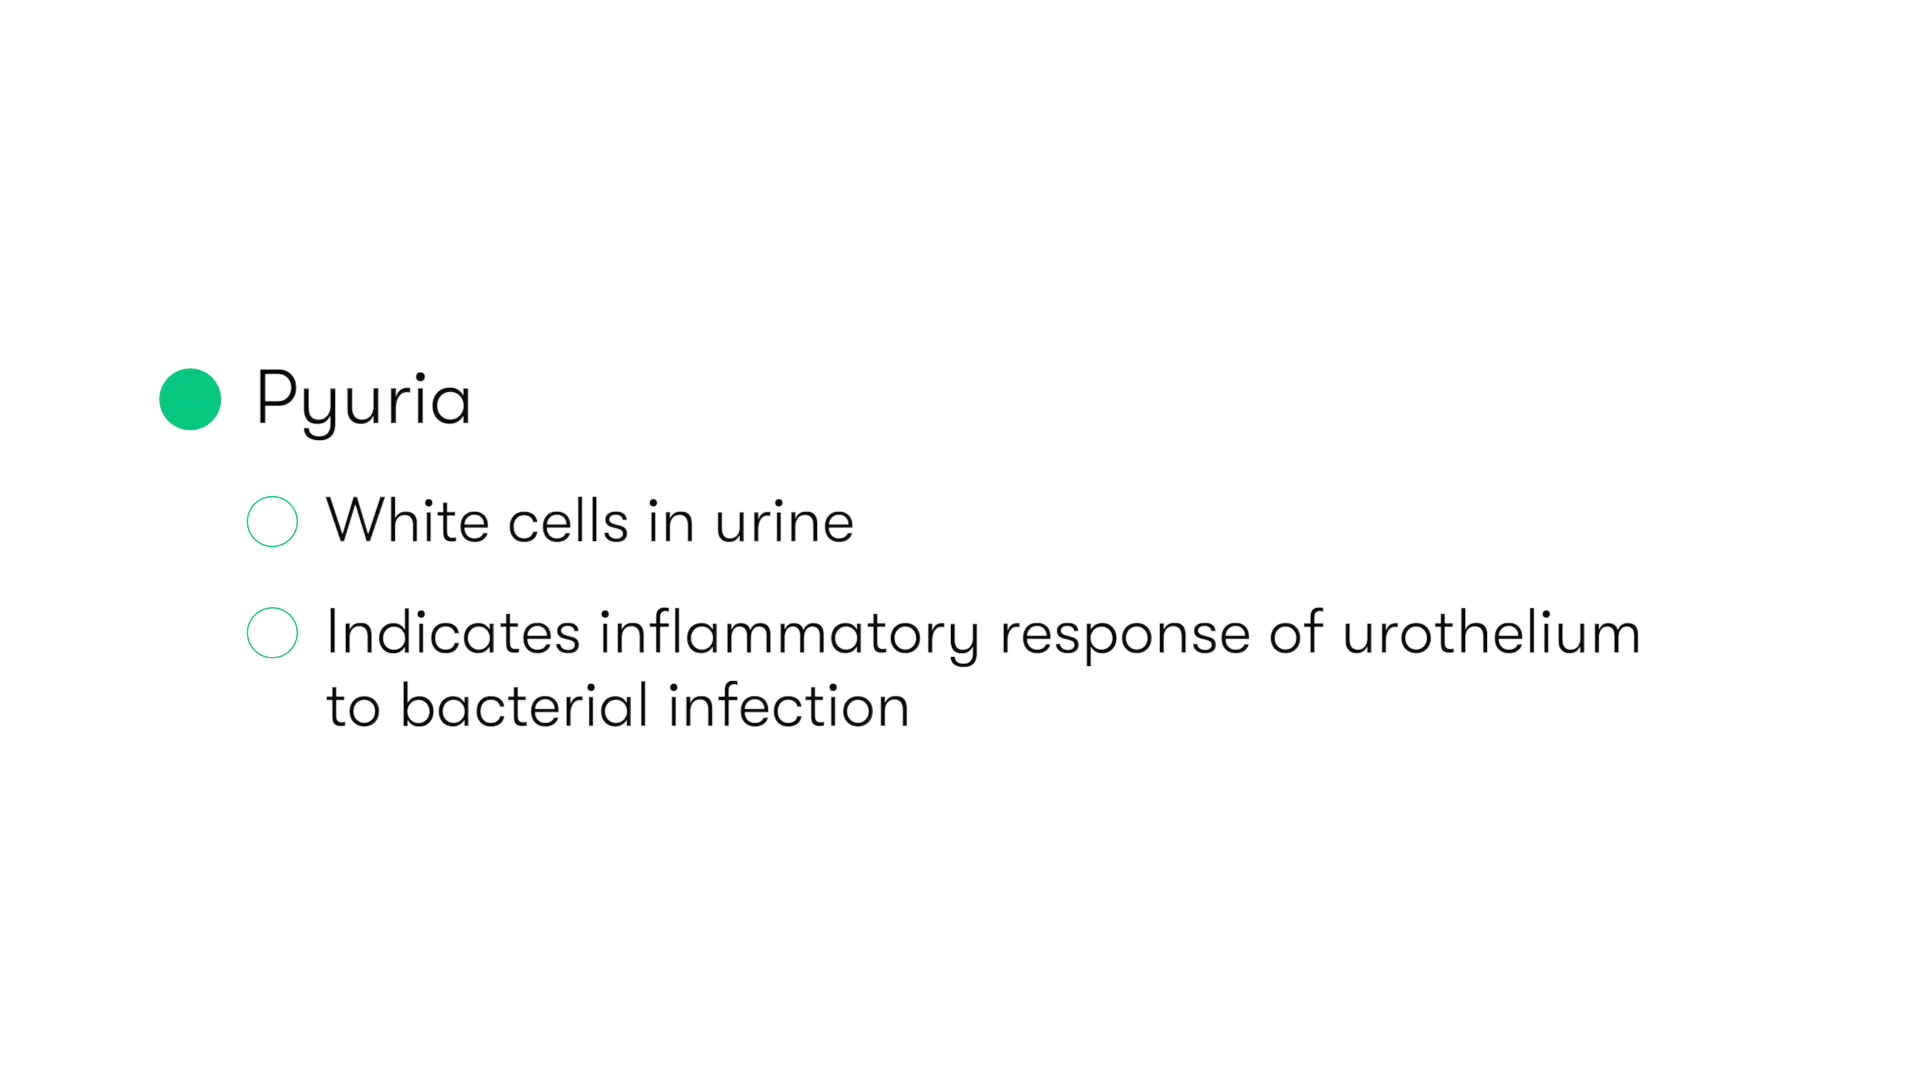 Pyuria
White cells in urine
Indicates inflammatory response of urothelium
to bacterial infection